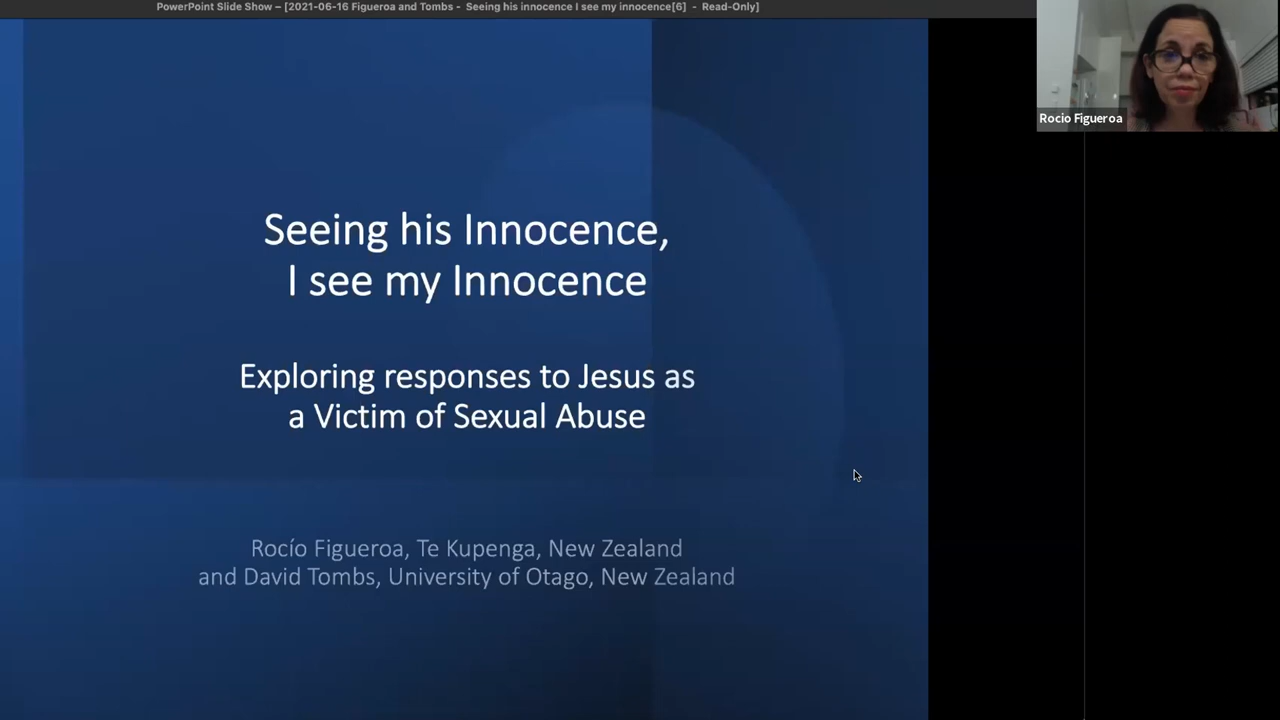 PowerPoint Slide Show – [2021-06-16 Figueroa and Tombs - Seeing his innocence I see my innocence[6] - Read-Only]
Rocio Figueroa
Seeing his Innocence,
I see my Innocence
Exploring responses to Jesus as
a Victim of Sexual Abuse
Rocío Figueroa, Te Kupenga, New Zealand
and David Tombs, University of Otago, New Zealand